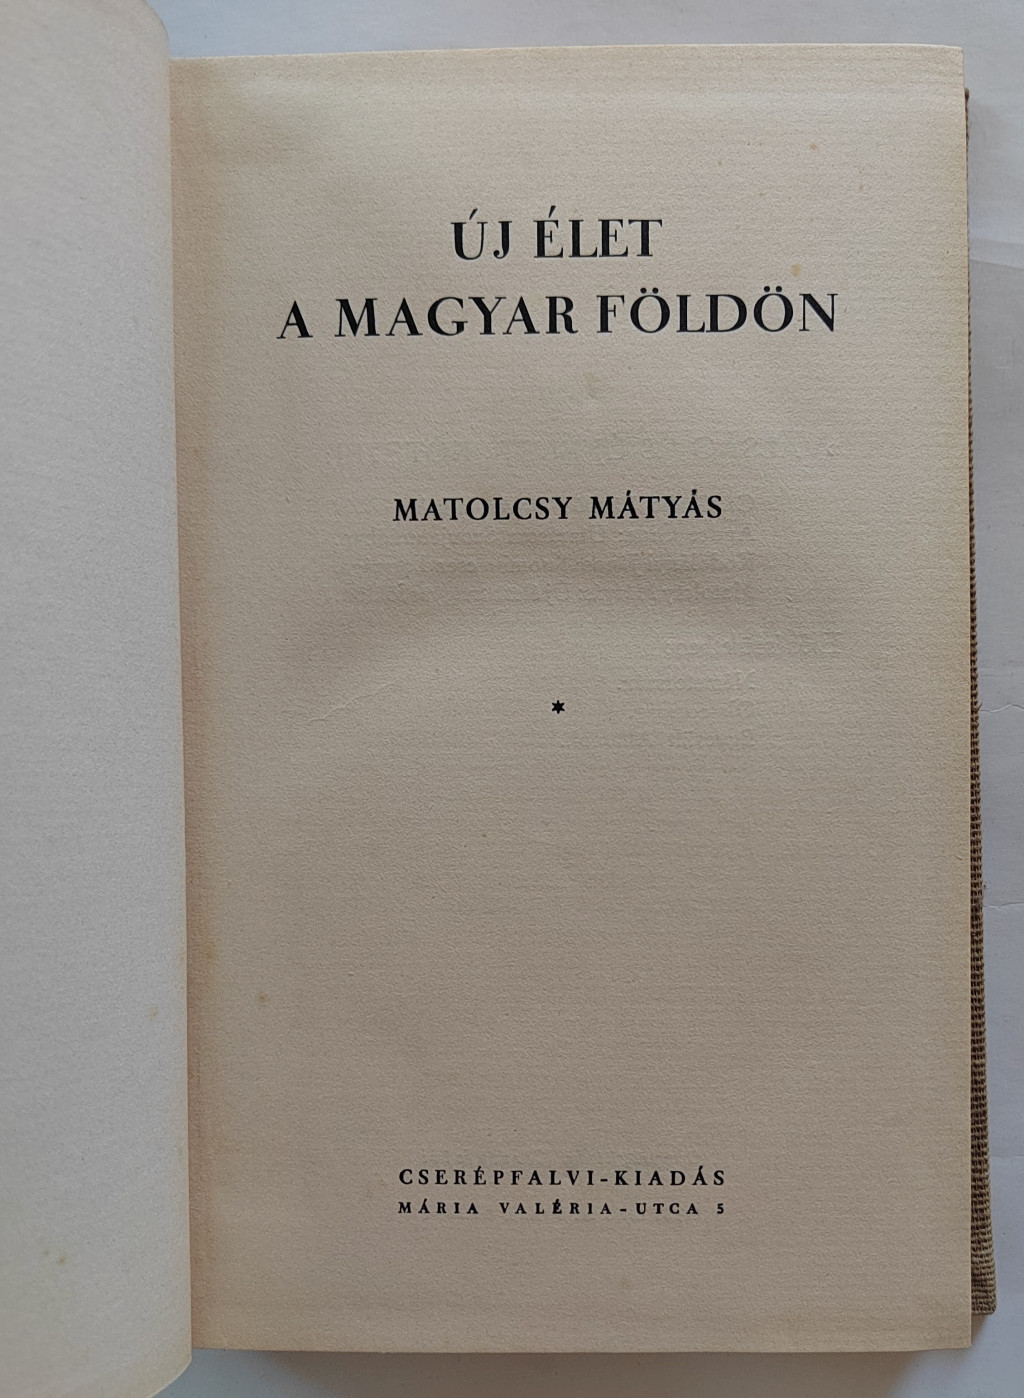 ÚJ ÉLET
A MAGYAR FÖLDÖN
MATOLCSY MÁTYÁS
*
CSERÉPFALVI-KIADÁS
MÁRIA VALÉRIA-UTCA 5